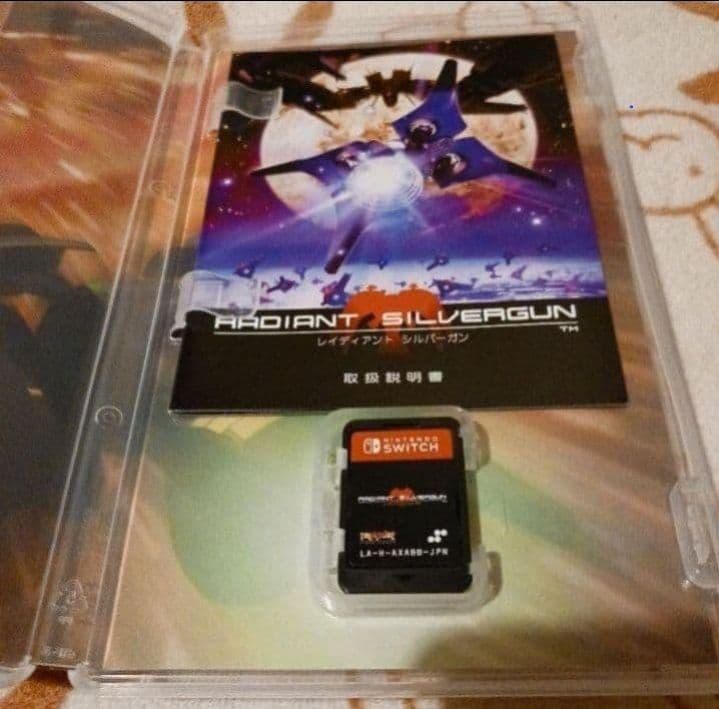 RADIANT SILVERGUN
TM
レイディアント シルバーガン
取扱説明書
NINTENDO
SWITCH
RADIANT SILVERGUN
LA-H-AXABB-JPN